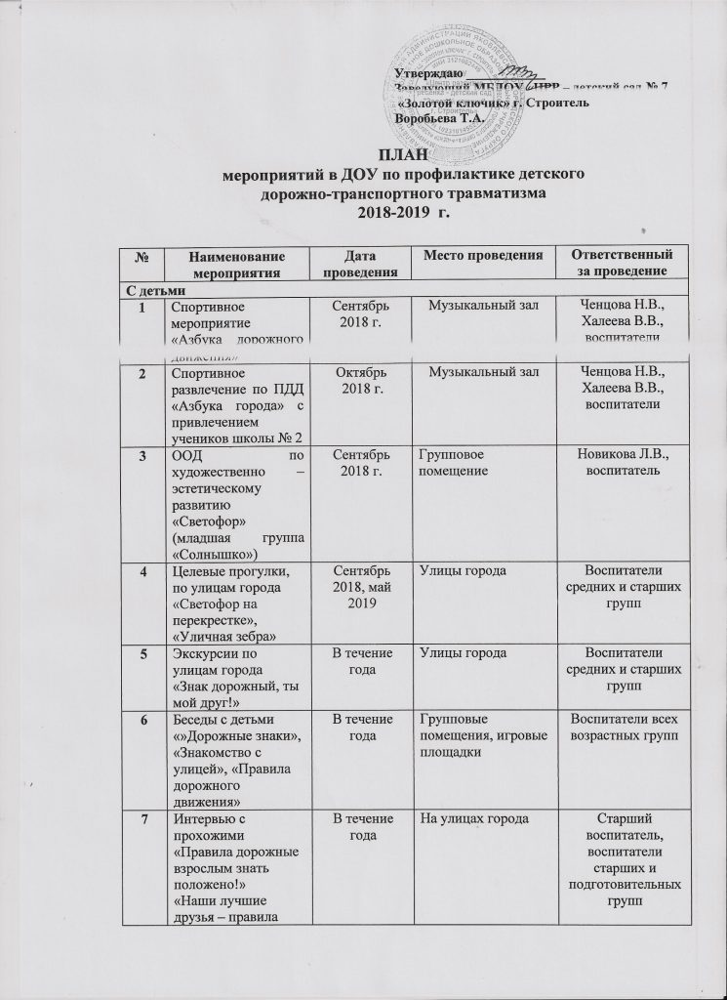 Утверждаю
Заведующий МБДОУ «ЦРР – детский сад № 7
«Золотой ключик» г. Строитель
Воробьева Т.А.
ПЛАН
мероприятий в ДОУ по профилактике детского
дорожно-транспортного травматизма
2018-2019 г.
№ Наименование мероприятия Дата проведения Место проведения Ответственный за проведение
С детьми
1 Спортивное мероприятие «Азбука дорожного движения» Сентябрь 2018 г. Музыкальный зал Ченцова Н.В., Халеева В.В., воспитатели
2 Спортивное развлечение по ПДД «Азбука города» с привлечением учеников школы № 2 Октябрь 2018 г. Музыкальный зал Ченцова Н.В., Халеева В.В., воспитатели
3 ООД по художественно – эстетическому развитию «Светофор» (младшая группа «Солнышко») Сентябрь 2018 г. Групповое помещение Новикова Л.В., воспитатель
4 Целевые прогулки, по улицам города «Светофор на перекрестке», «Уличная зебра» Сентябрь 2018, май 2019 Улицы города Воспитатели средних и старших групп
5 Экскурсии по улицам города «Знак дорожный, ты мой друг!» В течение года Улицы города Воспитатели средних и старших групп
6 Беседы с детьми «»Дорожные знаки», «Знакомство с улицей», «Правила дорожного движения» В течение года Групповые помещения, игровые площадки Воспитатели всех возрастных групп
7 Интервью с прохожими «Правила дорожные взрослым знать положено!» «Наши лучшие друзья – правила В течение года На улицах города Старший воспитатель, воспитатели старших и подготовительных групп